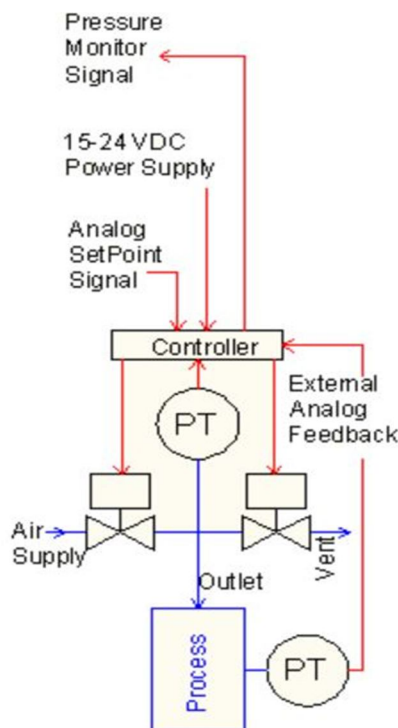 Pressure
Monitor
Signal
15-24 VDC
Power Supply
Analog
SetPoint
Signal
Controller
External
Analog
Feedback
PT
Air
Supply
Vent
Outlet
Process
PT